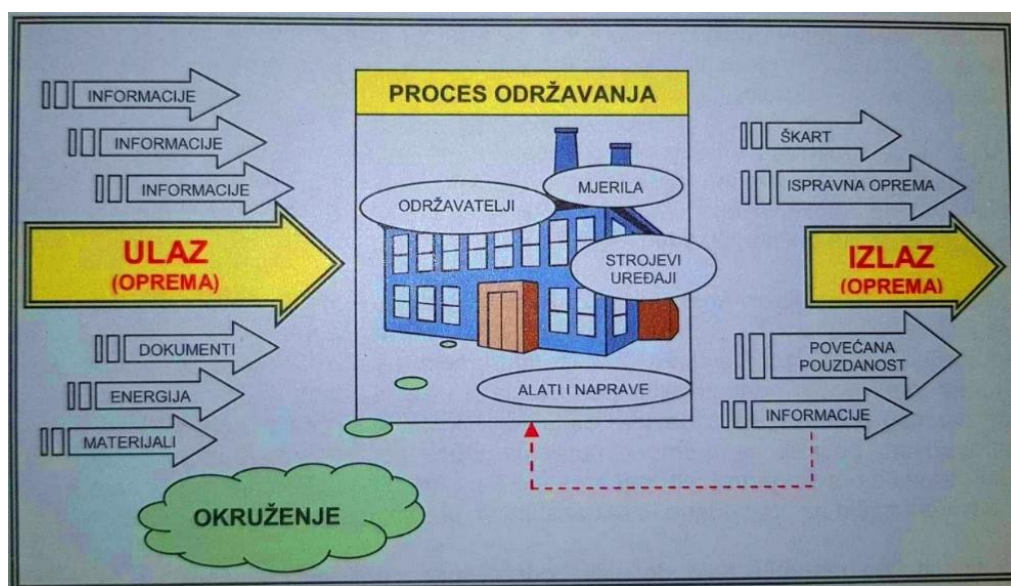 INFORMACIJE
INFORMACIJE
INFORMACIJE
ULAZ
(OPREMA)
DOKUMENTI
ENERGIJA
MATERIJALI
PROCES ODRŽAVANJA
ODRŽAVATELJI
MJERILA
STROJEVI
UREĐAJI
ALATI I NAPRAVE
ŠKART
ISPRAVNA OPREMA
IZLAZ
(OPREMA)
POVEĆANA
POUZDANOST
INFORMACIJE
OKRUŽENJE